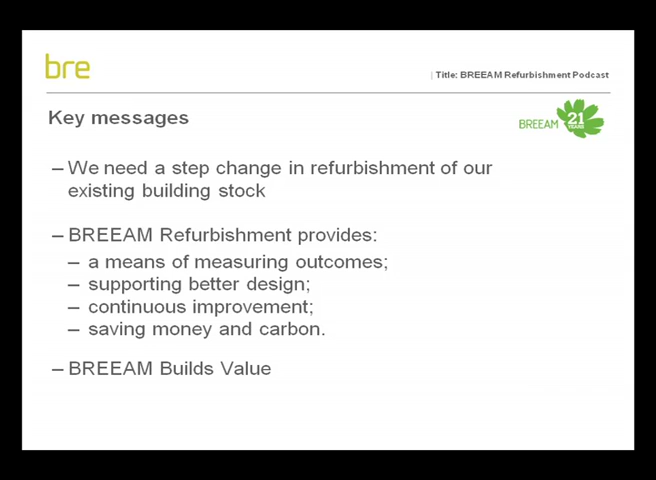 bre
| Title: BREEAM Refurbishment Podcast
Key messages
BREEAM 21 YEARS
– We need a step change in refurbishment of our
existing building stock
– BREEAM Refurbishment provides:
– a means of measuring outcomes;
– supporting better design;
– continuous improvement;
– saving money and carbon.
– BREEAM Builds Value